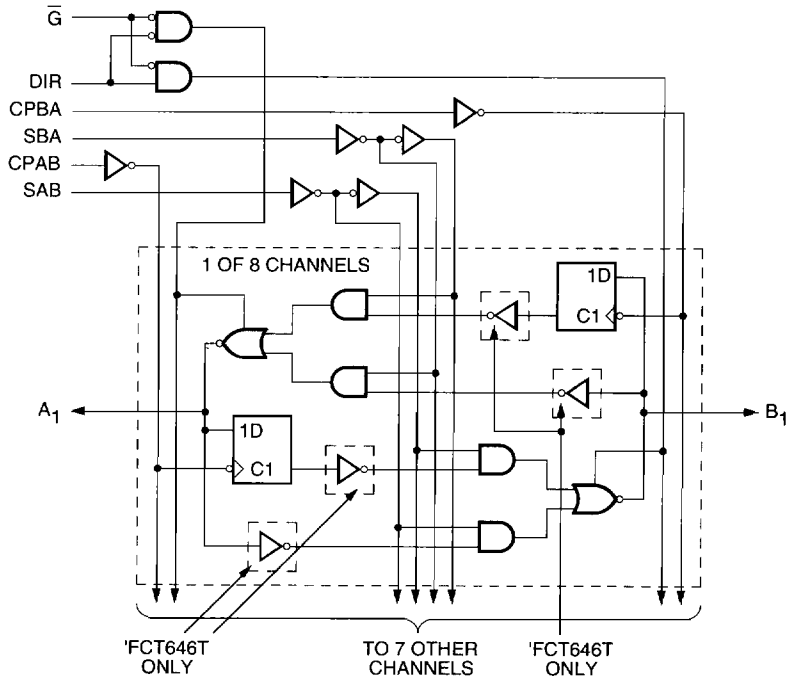 G̅
DIR
CPBA
SBA
CPAB
SAB
1 OF 8 CHANNELS
1D
C1
A₁
B₁
1D
C1
'FCT646T
ONLY
TO 7 OTHER
CHANNELS
'FCT646T
ONLY